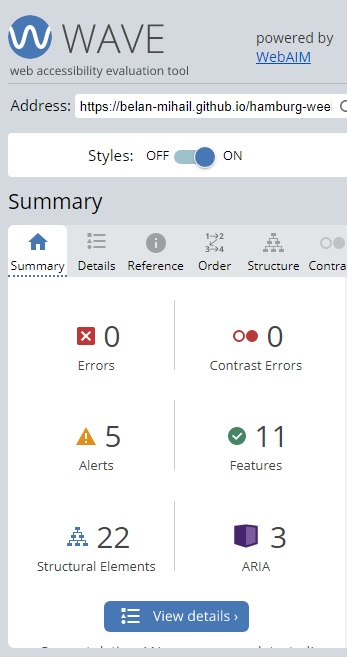 WAVE
powered by
WebAIM
web accessibility evaluation tool
Address: https://belan-mihail.github.io/hamburg-wee
Styles: OFF ON
Summary
Summary Details Reference Order Structure Contra
0 0
Errors Contrast Errors
5 11
Alerts Features
22 3
Structural Elements ARIA
View details ›